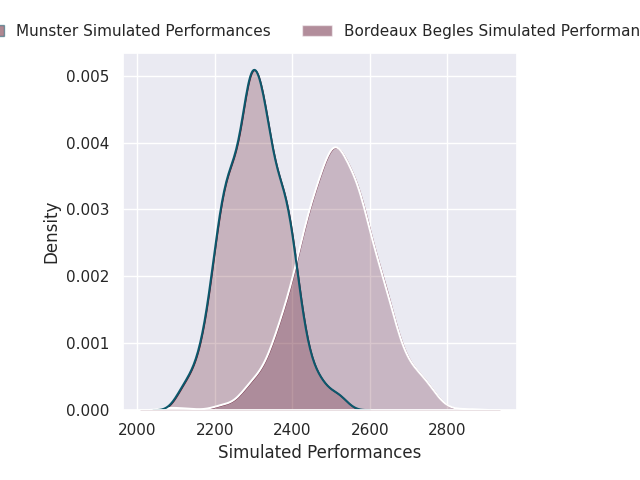 Munster Simulated Performances
Bordeaux Begles Simulated Performan
0.005
0.004
0.003
0.002
0.001
0.000
Density
2000 2200 2400 2600 2800
Simulated Performances